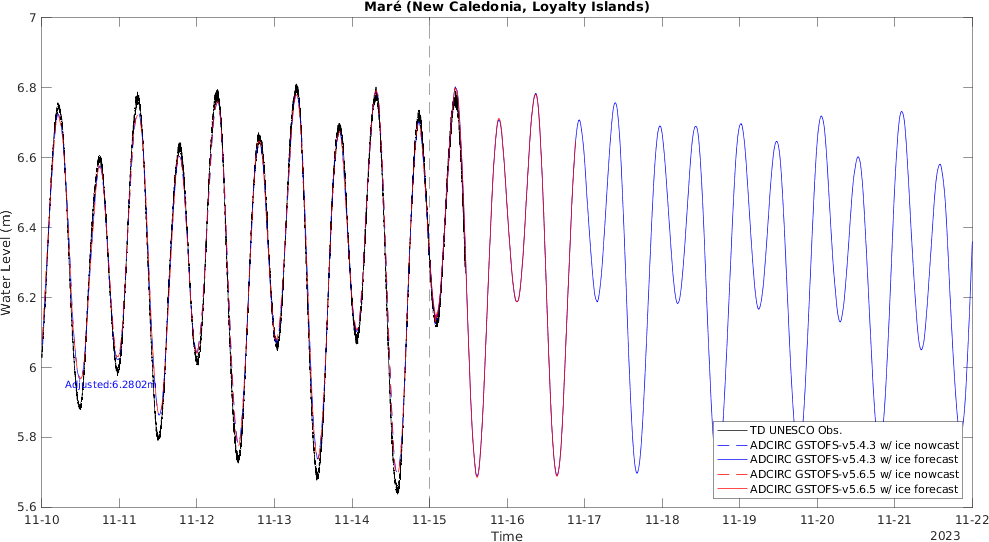 Maré (New Caledonia, Loyalty Islands)
7
6.8
6.6
6.4
6.2
6
5.8
5.6
Water Level (m)
Adjusted:6.2802m
TD UNESCO Obs.
ADCIRC GSTOFS-v5.4.3 w/ ice nowcast
ADCIRC GSTOFS-v5.4.3 w/ ice forecast
ADCIRC GSTOFS-v5.6.5 w/ ice nowcast
ADCIRC GSTOFS-v5.6.5 w/ ice forecast
11-10 11-11 11-12 11-13 11-14 11-15 11-16 11-17 11-18 11-19 11-20 11-21 11-22
Time
2023